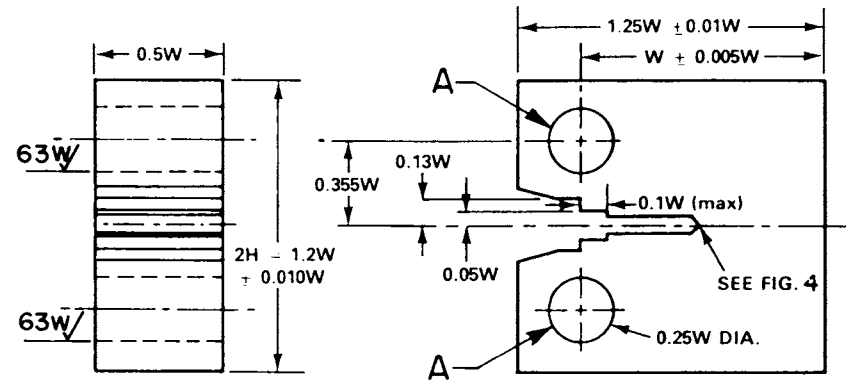 0.5W
1.25W ± 0.01W
W ± 0.005W
A
63W
0.13W
0.355W
0.1W (max)
2H = 1.2W
± 0.010W
0.05W
SEE FIG. 4
63W
0.25W DIA.
A